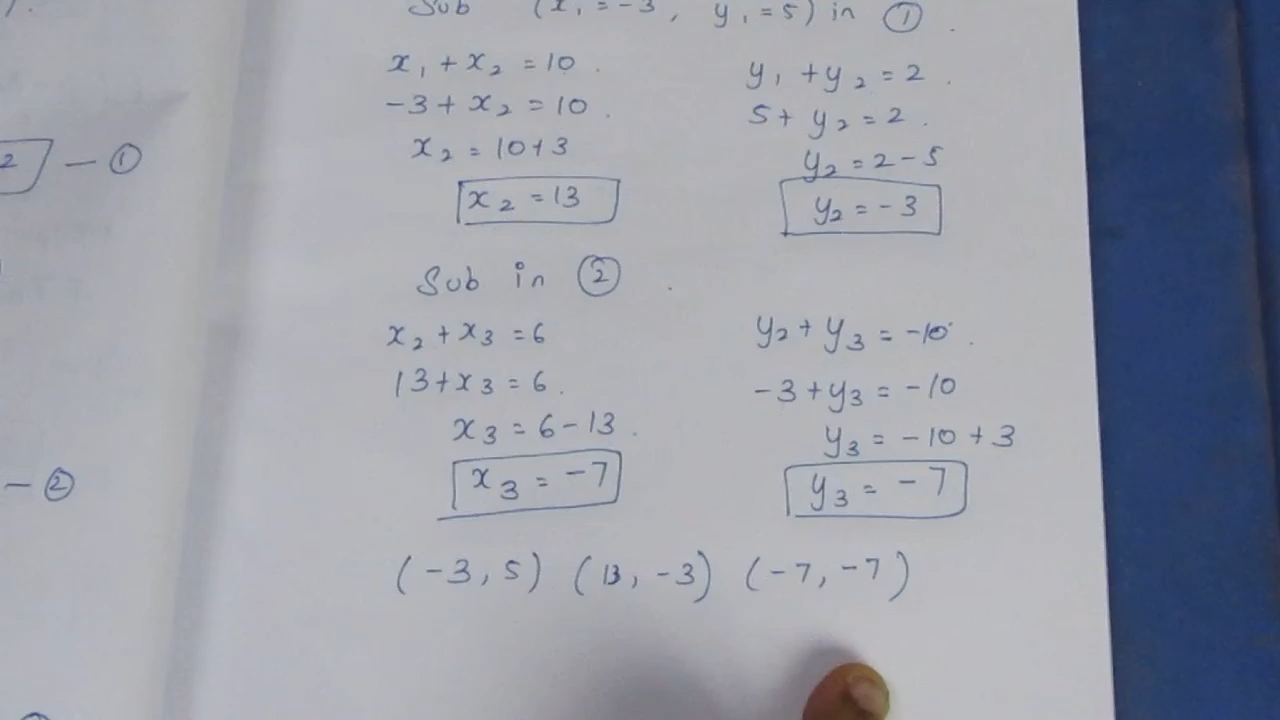 Sub (x₁ = -3, y₁ = 5) in ①.
x₁ + x₂ = 10. y₁ + y₂ = 2.
-3 + x₂ = 10. 5 + y₂ = 2.
2 - ①
x₂ = 10 + 3 y₂ = 2 - 5
x₂ = 13 y₂ = -3
Sub in ②.
x₂ + x₃ = 6 y₂ + y₃ = -10.
13 + x₃ = 6. -3 + y₃ = -10
x₃ = 6 - 13. y₃ = -10 + 3
- ②
x₃ = -7 y₃ = -7
(-3, 5) (13, -3) (-7, -7)